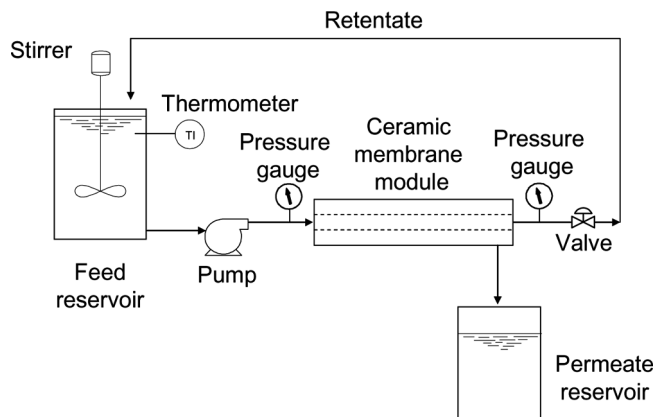 Retentate
Stirrer
Thermometer
TI
Pressure
gauge
Ceramic
membrane
module
Pressure
gauge
Valve
Pump
Feed
reservoir
Permeate
reservoir